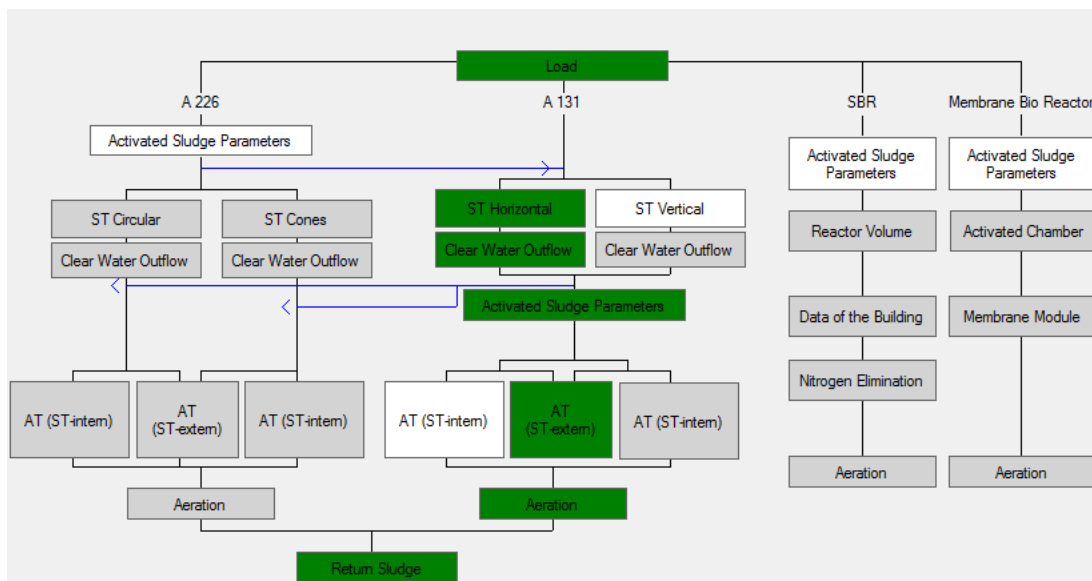 Load
A 226
A 131
SBR
Membrane Bio Reactor
Activated Sludge Parameters
Activated Sludge
Parameters
Activated Sludge
Parameters
ST Circular
ST Cones
ST Horizontal
ST Vertical
Reactor Volume
Activated Chamber
Clear Water Outflow
Clear Water Outflow
Clear Water Outflow
Clear Water Outflow
Activated Sludge Parameters
Data of the Building
Membrane Module
Nitrogen Elimination
AT (ST-intern)
AT
(ST-extern)
AT (ST-intern)
AT (ST-intern)
AT
(ST-extern)
AT (ST-intern)
Aeration
Aeration
Aeration
Aeration
Return Sludge